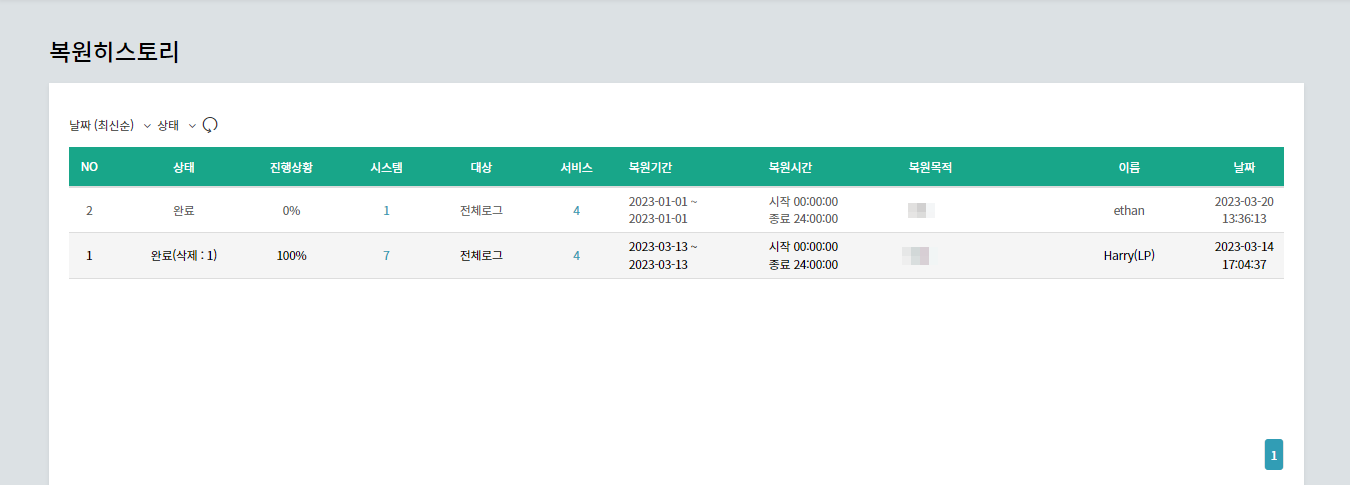 복원히스토리
날짜 (최신순) 상태
NO 상태 진행상황 시스템 대상 서비스 복원기간 복원시간 복원목적 이름 날짜
2 완료 0% 1 전체로그 4 2023-01-01 ~ 시작 00:00:00 ethan 2023-03-20
2023-01-01 종료 24:00:00 13:36:13
1 완료(삭제 : 1) 100% 7 전체로그 4 2023-03-13 ~ 시작 00:00:00 Harry(LP) 2023-03-14
2023-03-13 종료 24:00:00 17:04:37
1